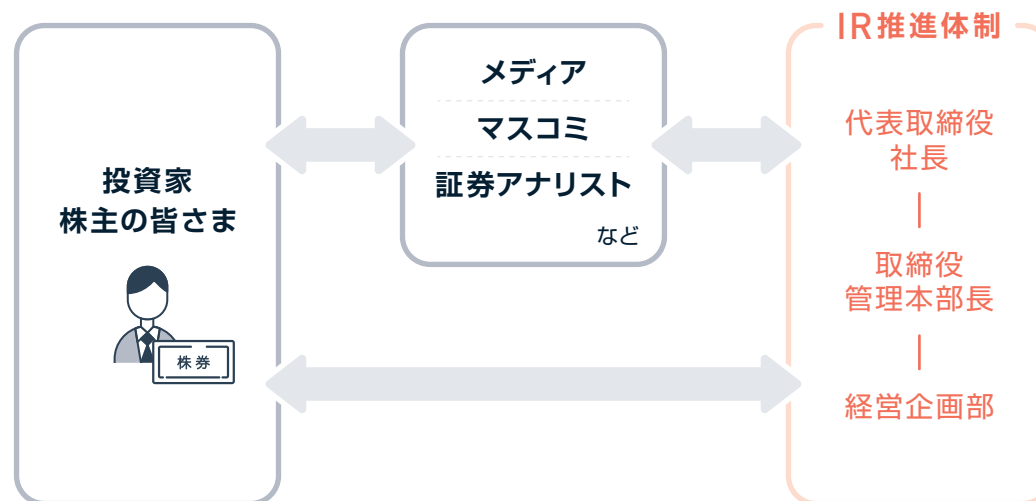 投資家
株主の皆さま
株券
メディア
マスコミ
証券アナリスト
など
IR推進体制
代表取締役
社長
取締役
管理本部長
経営企画部